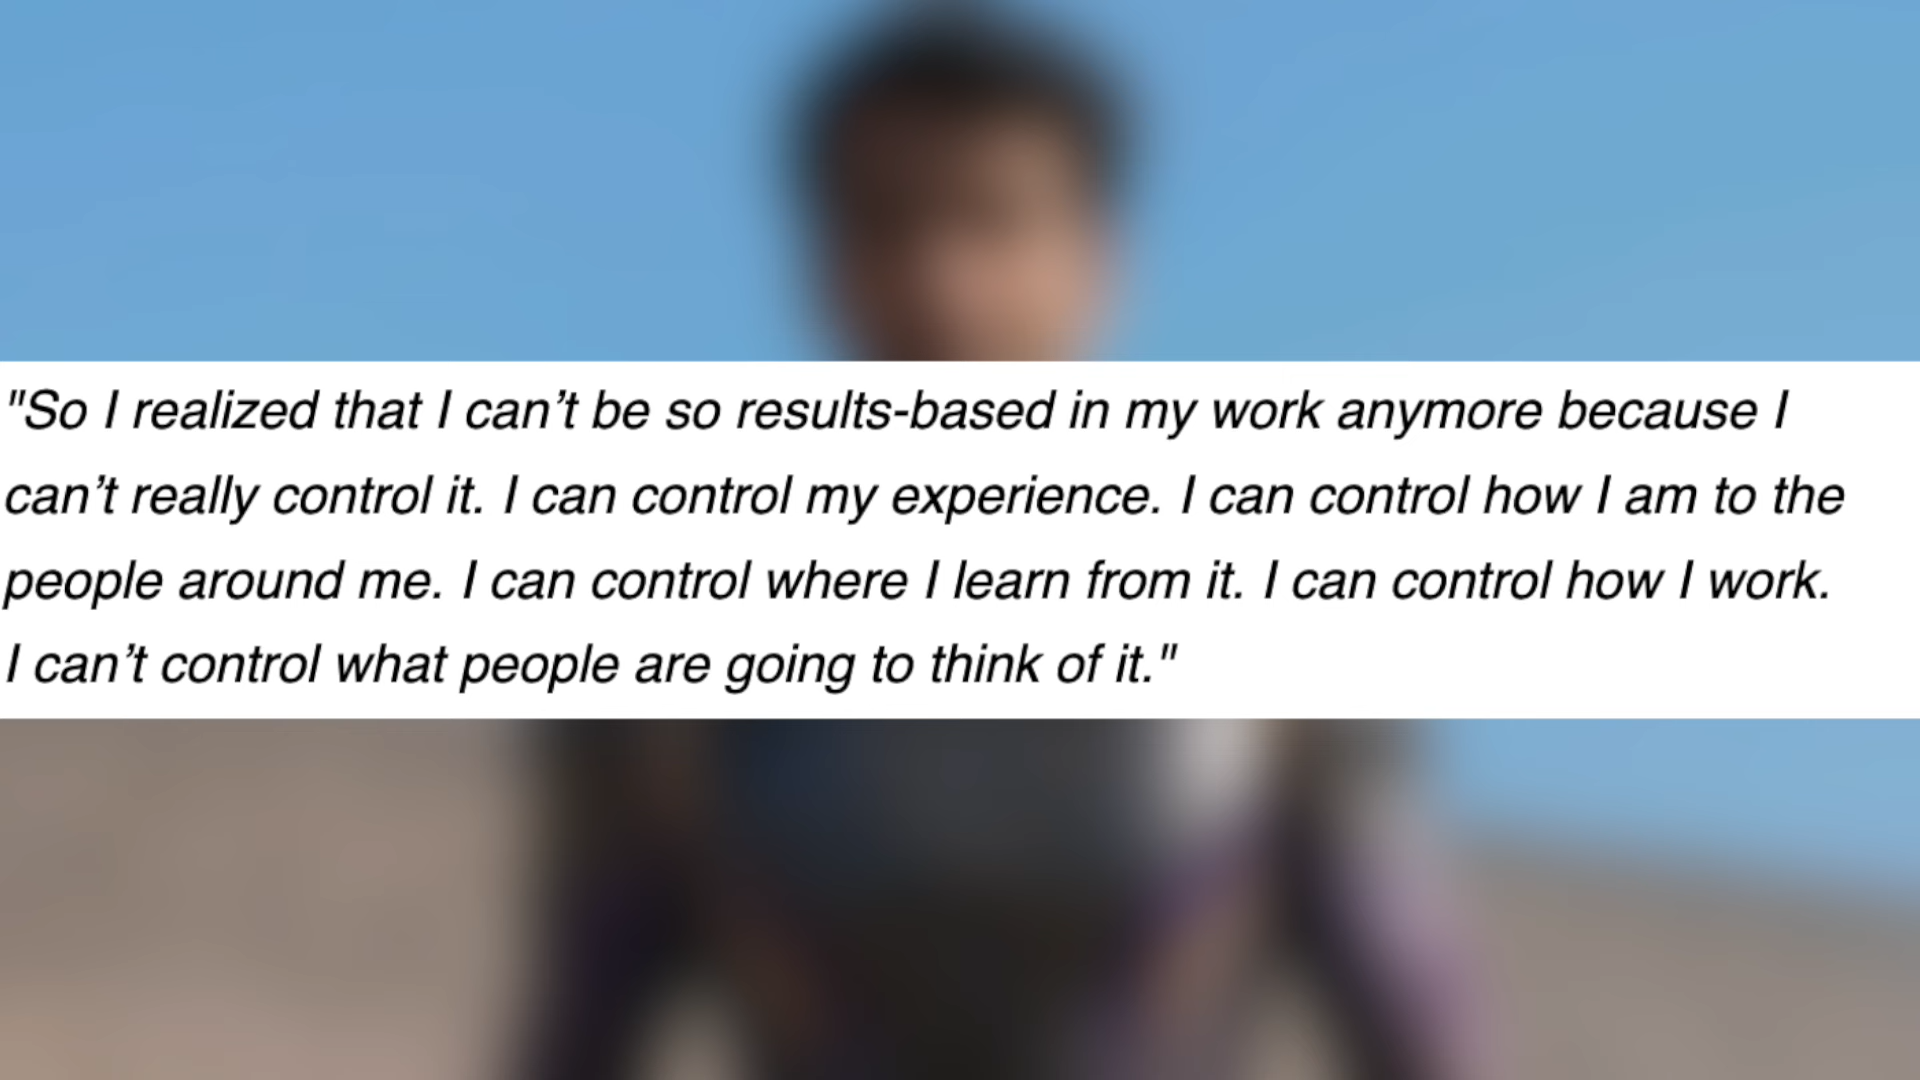 "So I realized that I can’t be so results-based in my work anymore because I
can’t really control it. I can control my experience. I can control how I am to the
people around me. I can control where I learn from it. I can control how I work.
I can’t control what people are going to think of it."